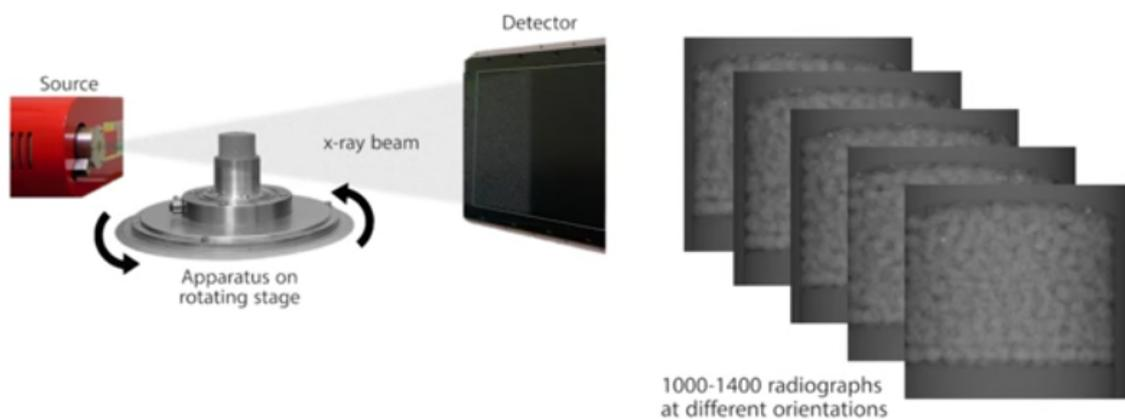 Detector
Source
x-ray beam
Apparatus on
rotating stage
1000-1400 radiographs
at different orientations